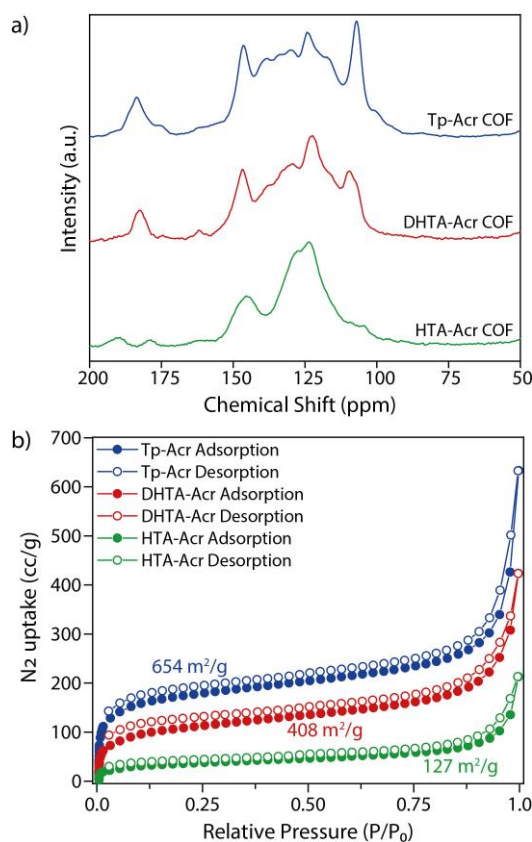 a)
Intensity (a.u.)
Tp-Acr COF
DHTA-Acr COF
HTA-Acr COF
200 175 150 125 100 75 50
Chemical Shift (ppm)
b)
N2 uptake (cc/g)
700
600
500
400
300
200
100
0
Tp-Acr Adsorption
Tp-Acr Desorption
DHTA-Acr Adsorption
DHTA-Acr Desorption
HTA-Acr Adsorption
HTA-Acr Desorption
654 m²/g
408 m²/g
127 m²/g
0.0 0.25 0.50 0.75 1.0
Relative Pressure (P/P₀)